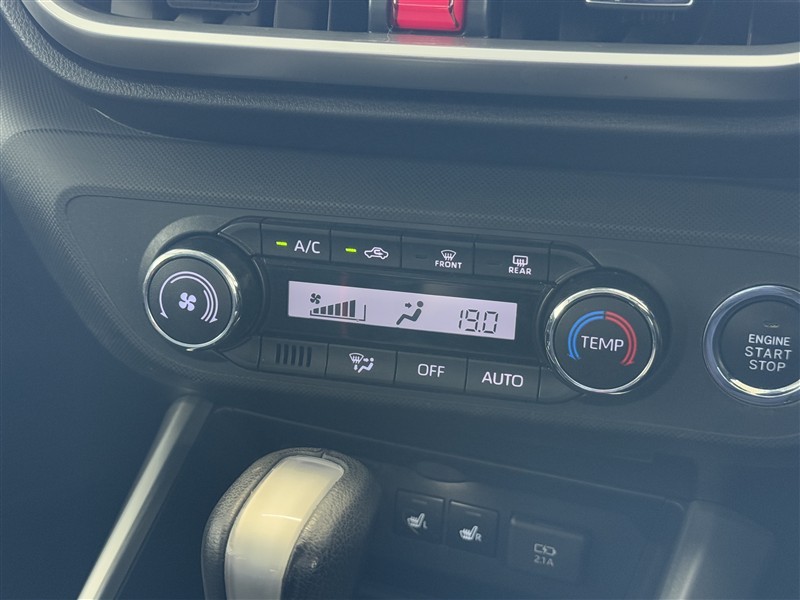 A/C
FRONT
REAR
19.0
TEMP
ENGINE
START
STOP
OFF
AUTO
L
R
2.1A